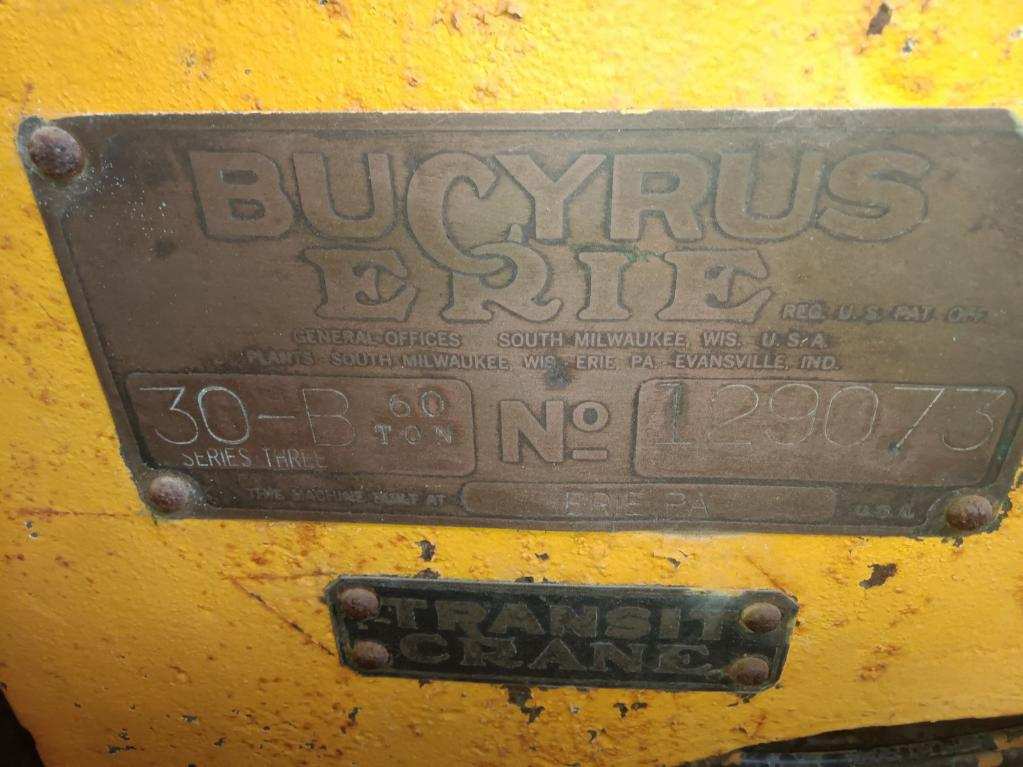 BUCYRUS
ERIE
REG. U.S. PAT. OFF.
GENERAL OFFICES SOUTH MILWAUKEE, WIS. U.S.A.
PLANTS SOUTH MILWAUKEE, WIS. ERIE PA. EVANSVILLE, IND.
30-B 60 TON No 129073
SERIES THREE
THIS MACHINE BUILT AT ERIE PA U.S.A.
TRANSIT
CRANE